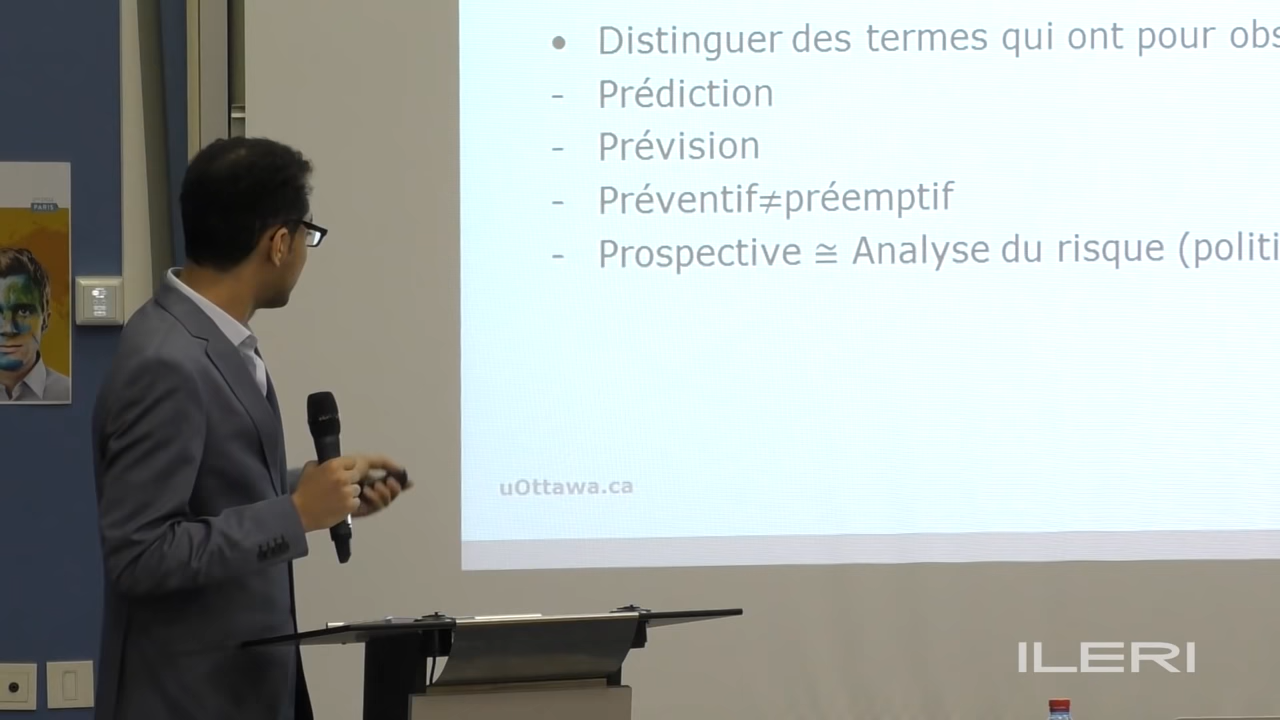 • Distinguer des termes qui ont pour obs
- Prédiction
- Prévision
- Préventif≠préemptif
- Prospective ≅ Analyse du risque (politi
uOttawa.ca
ILERI
PARIS